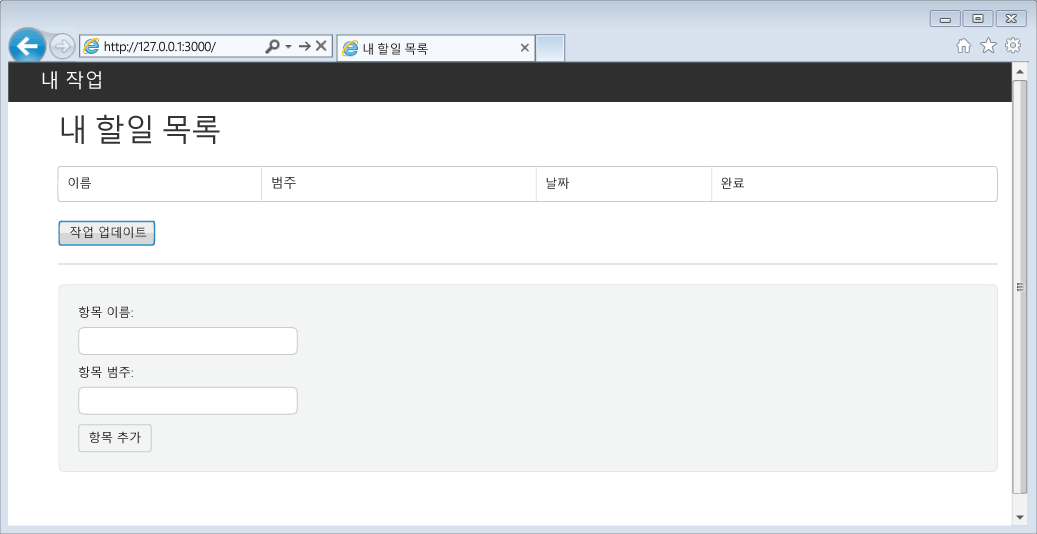 http://127.0.0.1:3000/
내 할일 목록
내 작업
내 할일 목록
이름 범주 날짜 완료
작업 업데이트
항목 이름:
항목 범주:
항목 추가